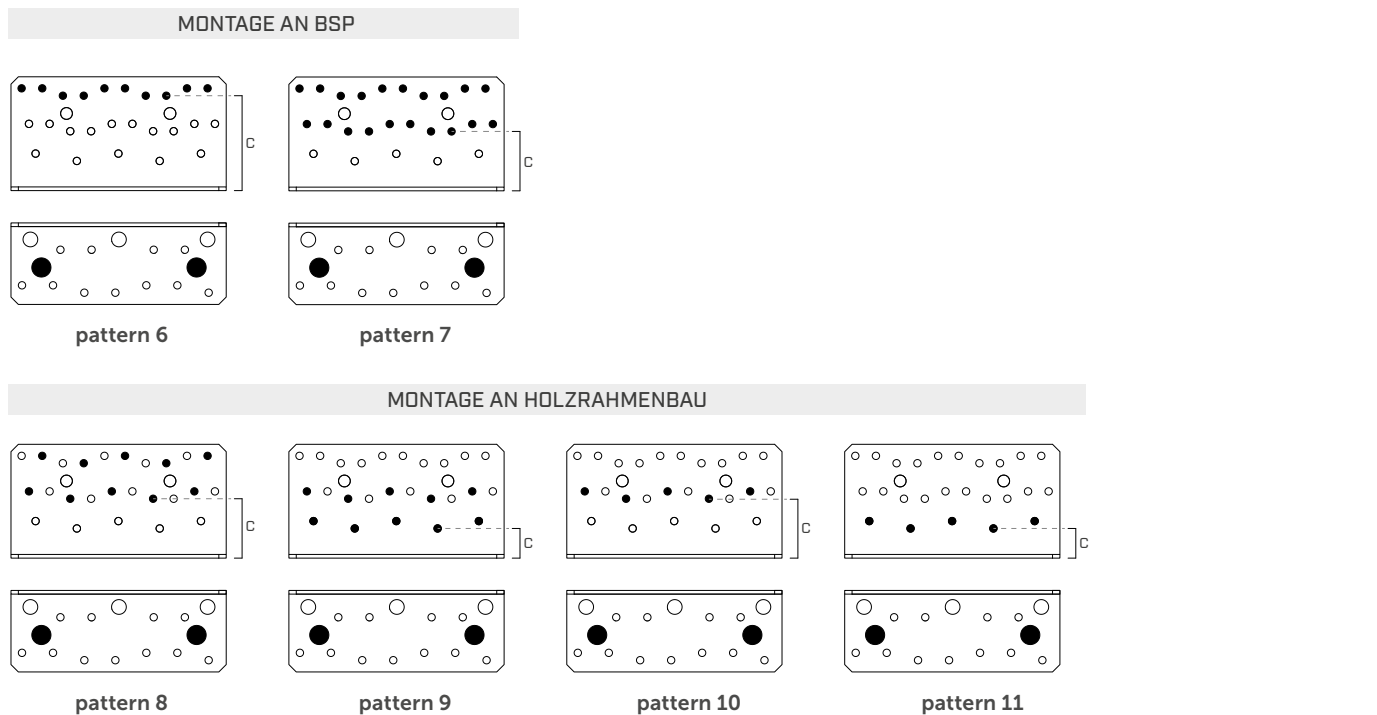 MONTAGE AN BSP
C
C
pattern 6
pattern 7
MONTAGE AN HOLZRAHMENBAU
C
C
C
C
pattern 8
pattern 9
pattern 10
pattern 11